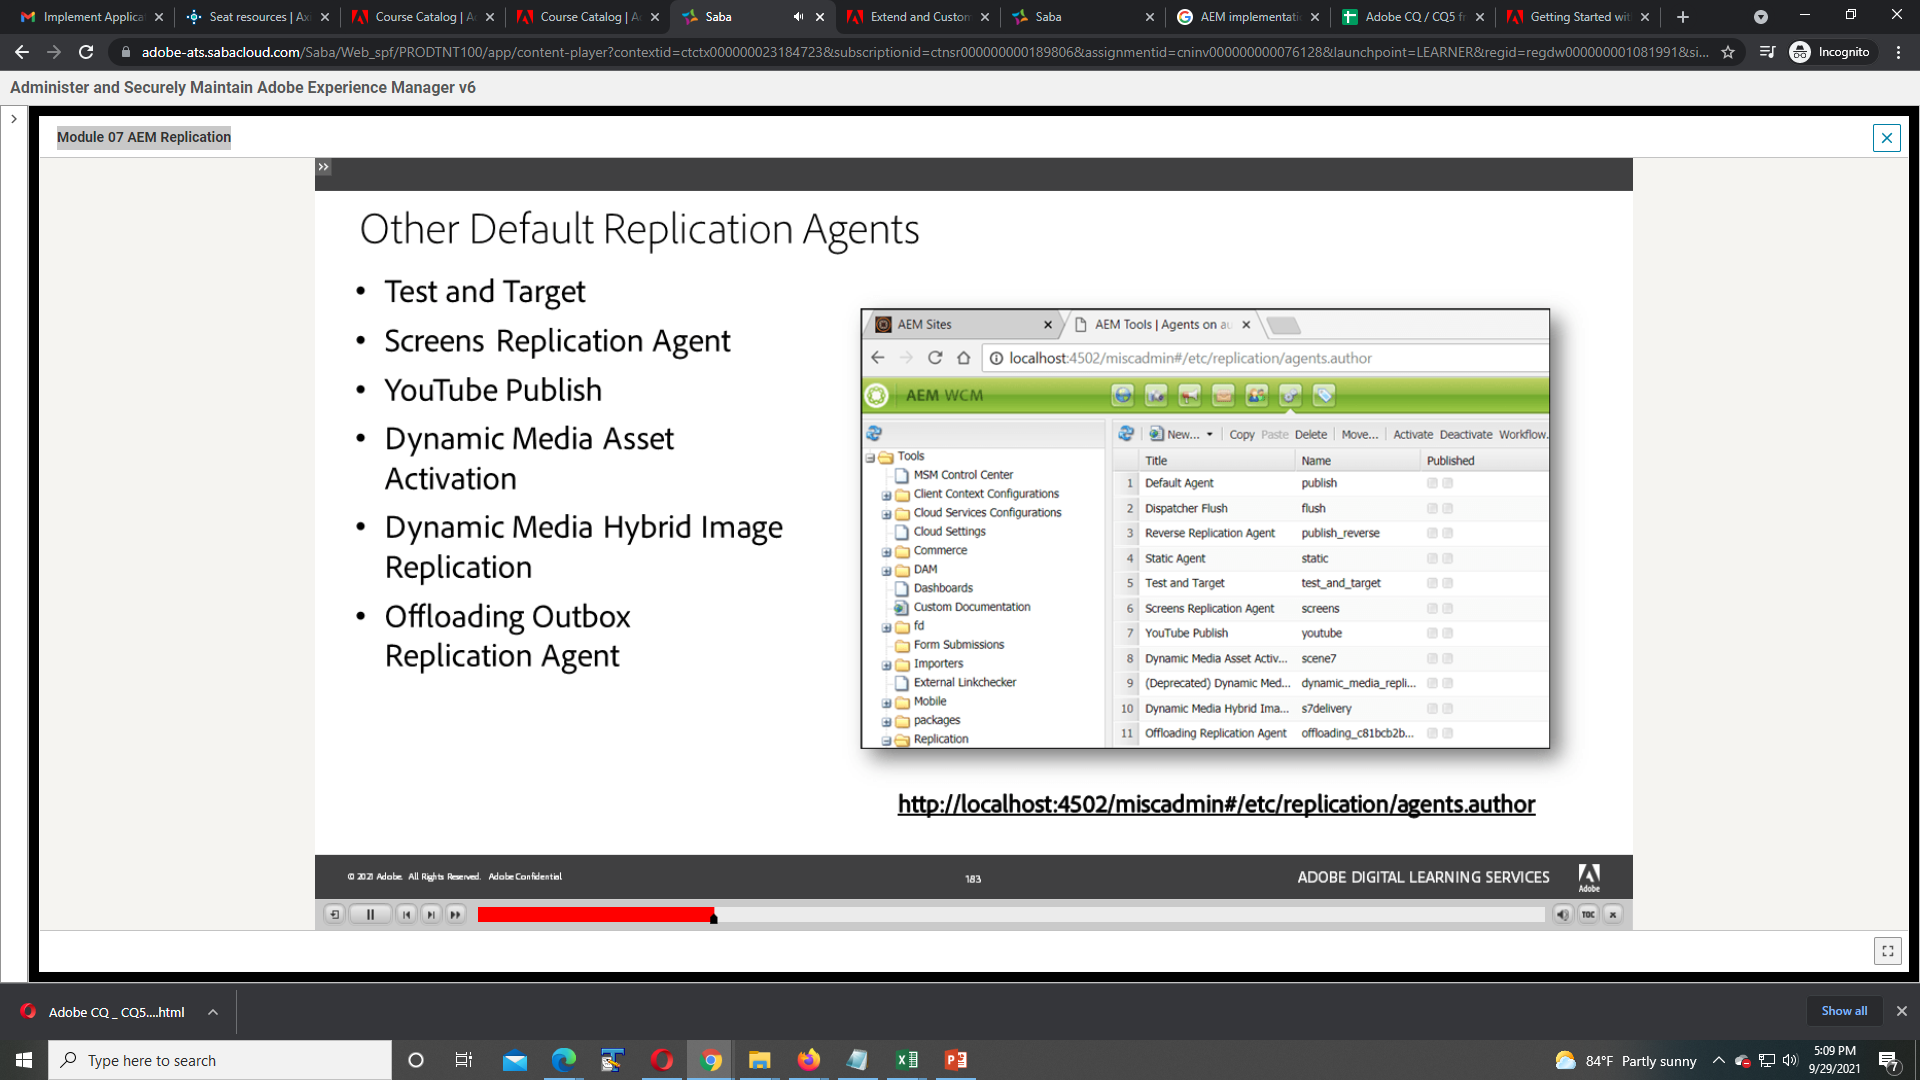 Implement Applica
Seat resources | Ax
Course Catalog | A
Course Catalog | A
Saba
Extend and Custom
Saba
AEM implementati
Adobe CQ / CQ5 fr
Getting Started wit
adobe-ats.sabacloud.com/Saba/Web_spf/PRODTNT100/app/content-player?contextid=ctctx000000023184723&subscriptionid=ctnsr000000000189806&assignmentid=cninv000000000076128&launchpoint=LEARNER&regid=regdw000000001081991&si...
Incognito
Administer and Securely Maintain Adobe Experience Manager v6
Module 07 AEM Replication
Other Default Replication Agents
• Test and Target
• Screens Replication Agent
• YouTube Publish
• Dynamic Media Asset
Activation
• Dynamic Media Hybrid Image
Replication
• Offloading Outbox
Replication Agent
AEM Sites
AEM Tools | Agents on au
localhost:4502/miscadmin#/etc/replication/agents.author
AEM WCM
New... Copy Paste Delete Move... Activate Deactivate Workflow.
Tools
MSM Control Center
Client Context Configurations
Cloud Services Configurations
Cloud Settings
Commerce
DAM
Dashboards
Custom Documentation
fd
Form Submissions
Importers
External Linkchecker
Mobile
packages
Replication
Title Name Published
1 Default Agent publish
2 Dispatcher Flush flush
3 Reverse Replication Agent publish_reverse
4 Static Agent static
5 Test and Target test_and_target
6 Screens Replication Agent screens
7 YouTube Publish youtube
8 Dynamic Media Asset Activ... scene7
9 (Deprecated) Dynamic Med... dynamic_media_repli...
10 Dynamic Media Hybrid Ima... s7delivery
11 Offloading Replication Agent offloading_c81bcb2b...
http://localhost:4502/miscadmin#/etc/replication/agents.author
© 2021 Adobe. All Rights Reserved. Adobe Confidential
183
ADOBE DIGITAL LEARNING SERVICES
Adobe
TOC
Adobe CQ _ CQ5....html
Show all
Type here to search
84°F Partly sunny
5:09 PM
9/29/2021
7